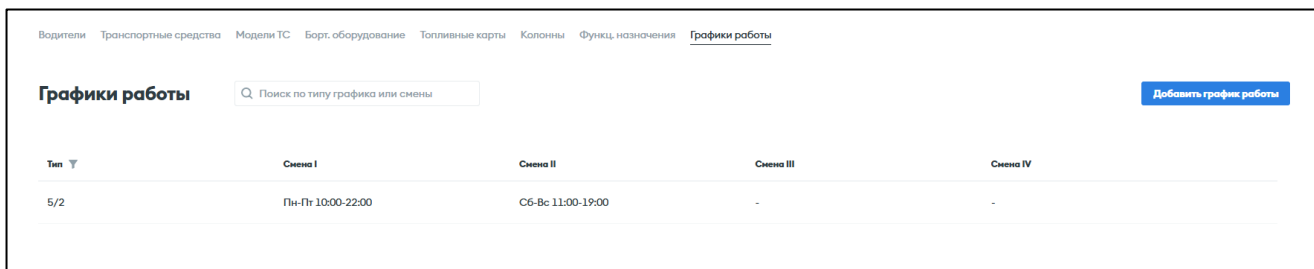 Водители Транспортные средства Модели ТС Борт. оборудование Топливные карты Колонны Функц. назначения Графики работы
Графики работы Поиск по типу графика или смены Добавить график работы
Тип Смена I Смена II Смена III Смена IV
5/2 Пн-Пт 10:00-22:00 Сб-Вс 11:00-19:00 - -